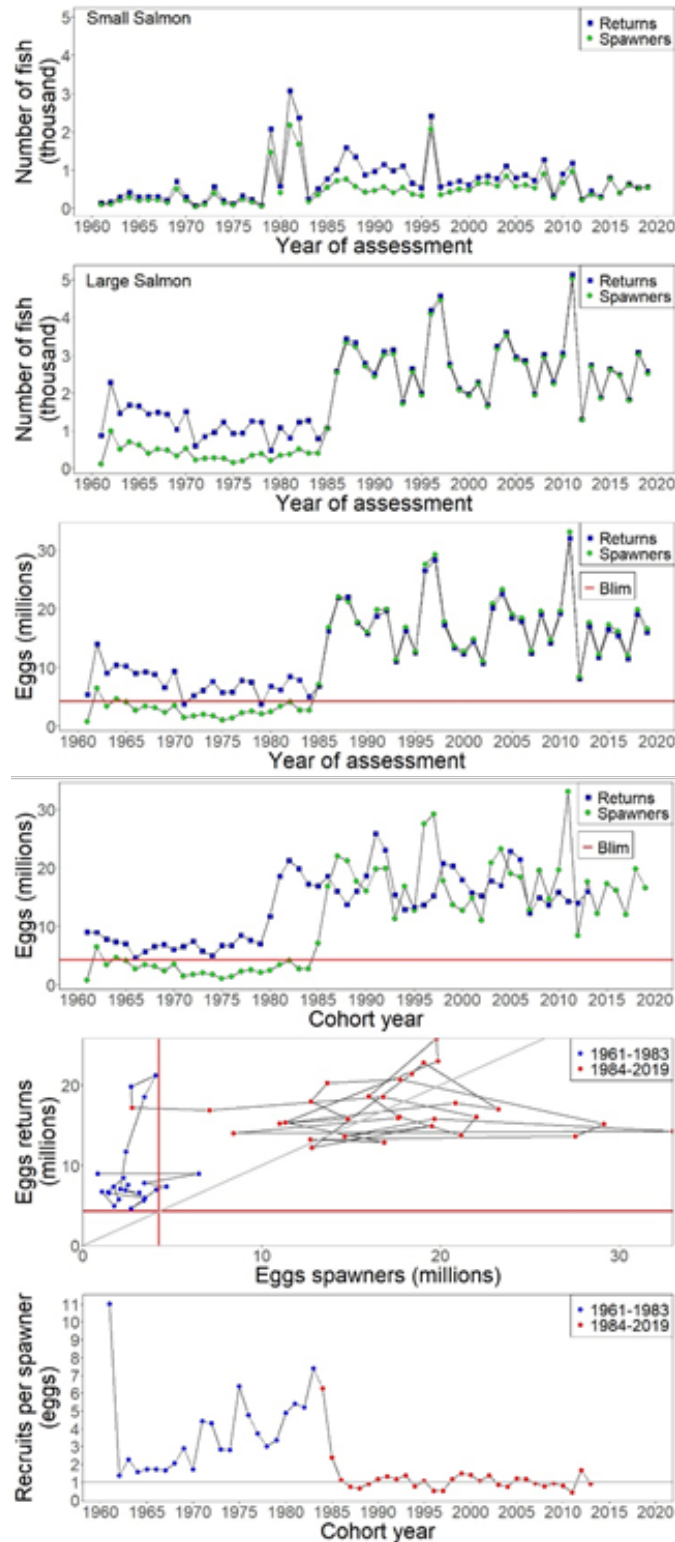 Small Salmon
Returns
Spawners
Number of fish
(thousand)
5
4
3
2
1
0
1960 1965 1970 1975 1980 1985 1990 1995 2000 2005 2010 2015 2020
Year of assessment
Large Salmon
Returns
Spawners
Number of fish
(thousand)
5
4
3
2
1
0
1960 1965 1970 1975 1980 1985 1990 1995 2000 2005 2010 2015 2020
Year of assessment
Returns
Spawners
Blim
Eggs (millions)
30
20
10
0
1960 1965 1970 1975 1980 1985 1990 1995 2000 2005 2010 2015 2020
Year of assessment
Returns
Spawners
Blim
Eggs (millions)
30
20
10
0
1960 1965 1970 1975 1980 1985 1990 1995 2000 2005 2010 2015 2020
Cohort year
1961-1983
1984-2019
Eggs returns
(millions)
20
10
0
0 10 20 30
Eggs spawners (millions)
1961-1983
1984-2019
Recruits per spawner
(eggs)
11
10
9
8
7
6
5
4
3
2
1
0
1960 1965 1970 1975 1980 1985 1990 1995 2000 2005 2010 2015 2020
Cohort year